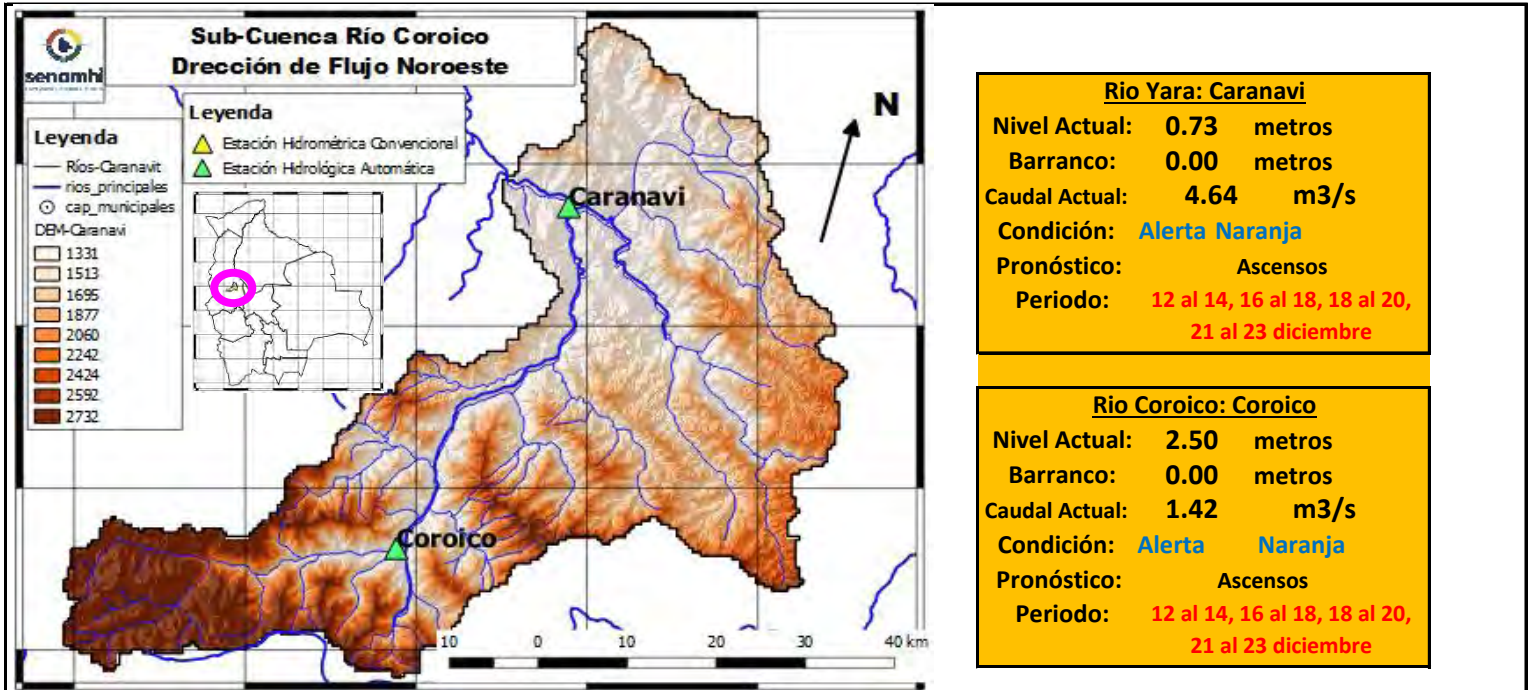 senamhi
Sub-Cuenca Río Coroico
Drección de Flujo Noroeste
Leyenda
Estación Hidrométrica Convencional
Estación Hidrológica Automática
Leyenda
Ríos-Caranavit
rios_principales
cap_municipales
DEM-Caranavi
1331
1513
1695
1877
2060
2242
2424
2592
2732
N
Caranavi
Coroico
10 0 10 20 30 40 km
Rio Yara: Caranavi
Nivel Actual: 0.73 metros
Barranco: 0.00 metros
Caudal Actual: 4.64 m3/s
Condición: Alerta Naranja
Pronóstico: Ascensos
Periodo: 12 al 14, 16 al 18, 18 al 20,
21 al 23 diciembre
Rio Coroico: Coroico
Nivel Actual: 2.50 metros
Barranco: 0.00 metros
Caudal Actual: 1.42 m3/s
Condición: Alerta Naranja
Pronóstico: Ascensos
Periodo: 12 al 14, 16 al 18, 18 al 20,
21 al 23 diciembre